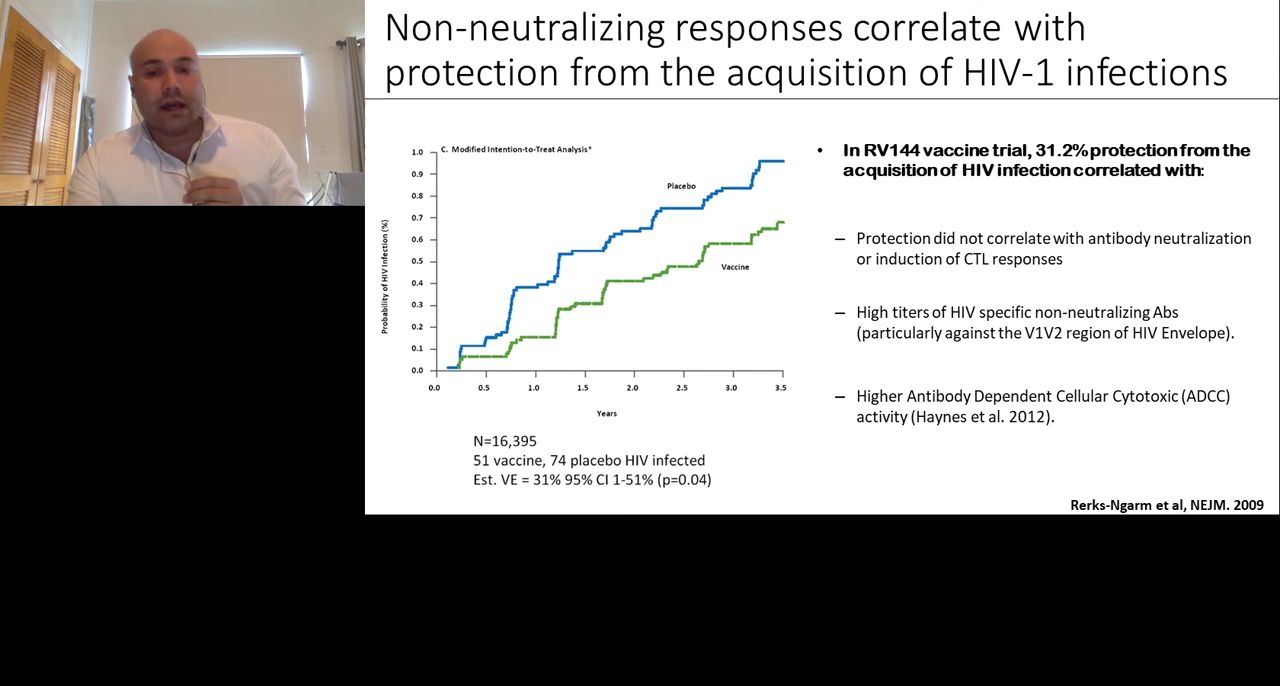 Non-neutralizing responses correlate with
protection from the acquisition of HIV-1 infections
C. Modified Intention-to-Treat Analysis*
1.0
0.9
0.8
0.7
0.6
0.5
0.4
0.3
0.2
0.1
0.0
Probability of HIV Infection (%)
Placebo
Vaccine
0.0 0.5 1.0 1.5 2.0 2.5 3.0 3.5
Years
N=16,395
51 vaccine, 74 placebo HIV infected
Est. VE = 31% 95% CI 1-51% (p=0.04)
• In RV144 vaccine trial, 31.2% protection from the
acquisition of HIV infection correlated with:
– Protection did not correlate with antibody neutralization
or induction of CTL responses
– High titers of HIV specific non-neutralizing Abs
(particularly against the V1V2 region of HIV Envelope).
– Higher Antibody Dependent Cellular Cytotoxic (ADCC)
activity (Haynes et al. 2012).
Rerks-Ngarm et al, NEJM. 2009